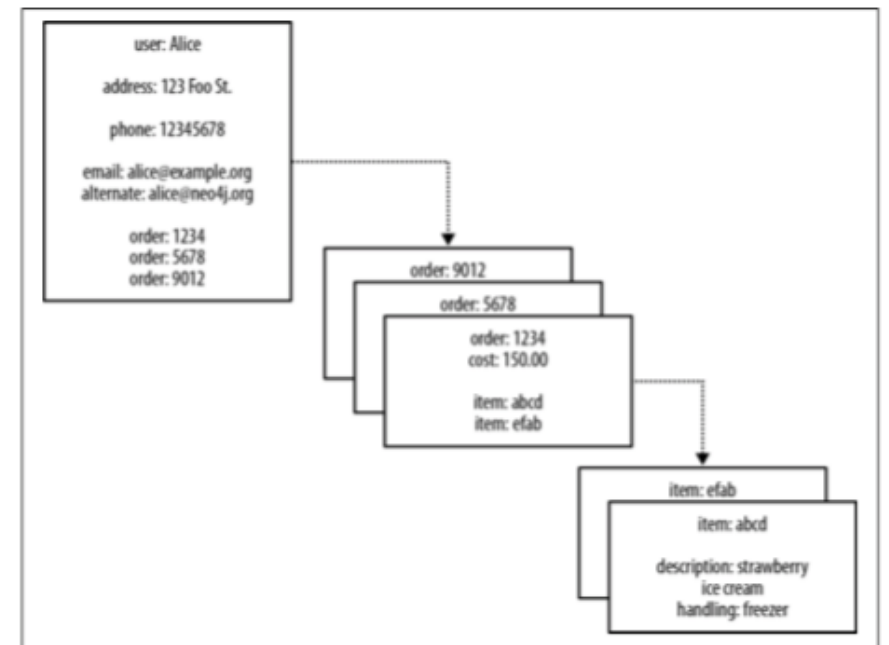 user: Alice
address: 123 Foo St.
phone: 12345678
email: alice@example.org
alternate: alice@neo4j.org
order: 1234
order: 5678
order: 9012
order: 9012
order: 5678
order: 1234
cost: 150.00
item: abcd
item: efab
item: efab
item: abcd
description: strawberry
ice cream
handling: freezer